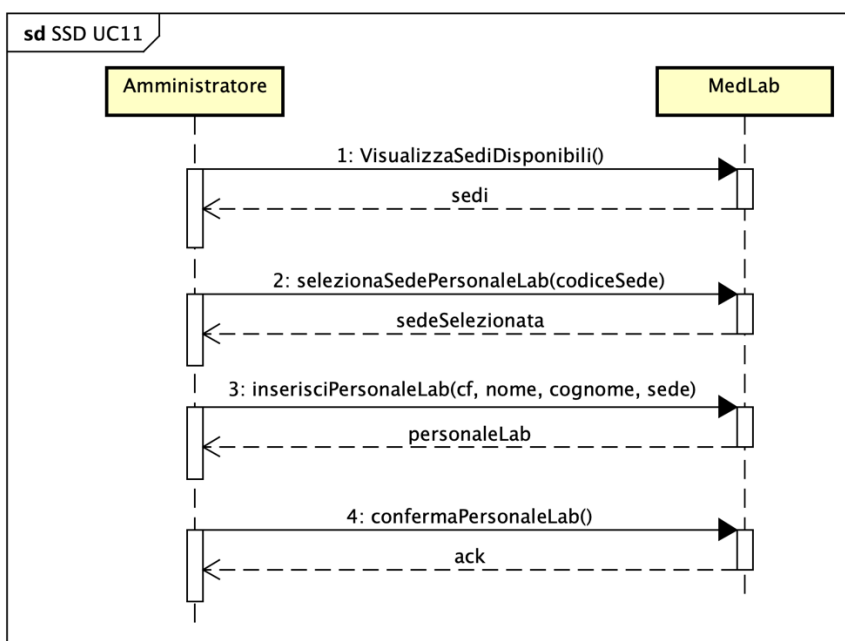 sd SSD UC11
Amministratore
MedLab
1: VisualizzaSediDisponibili()
sedi
2: selezionaSedePersonaleLab(codiceSede)
sedeSelezionata
3: inserisciPersonaleLab(cf, nome, cognome, sede)
personaleLab
4: confermaPersonaleLab()
ack